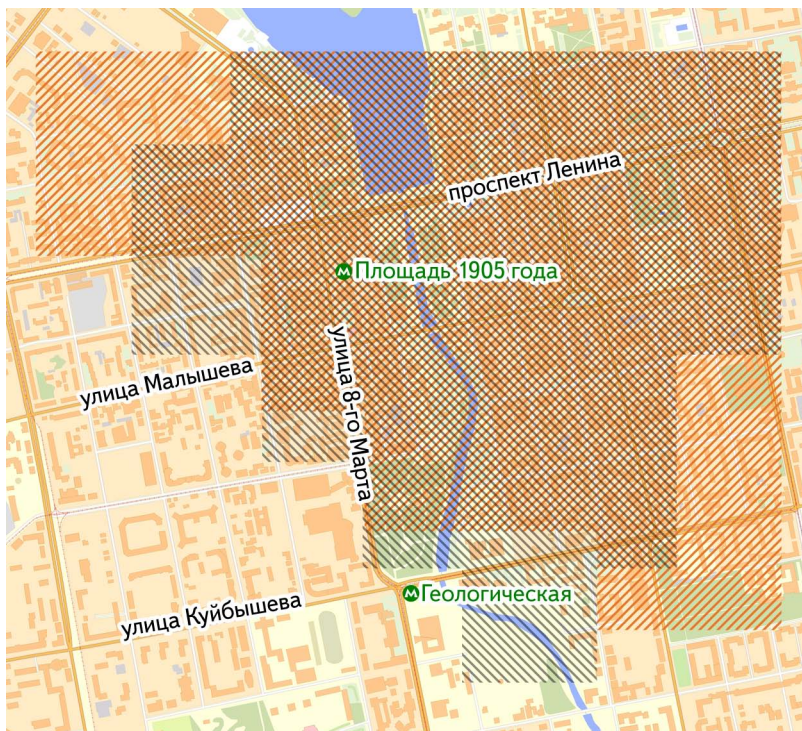 проспект Ленина
Площадь 1905 года
улица Малышева
улица 8-го Марта
Геологическая
улица Куйбышева